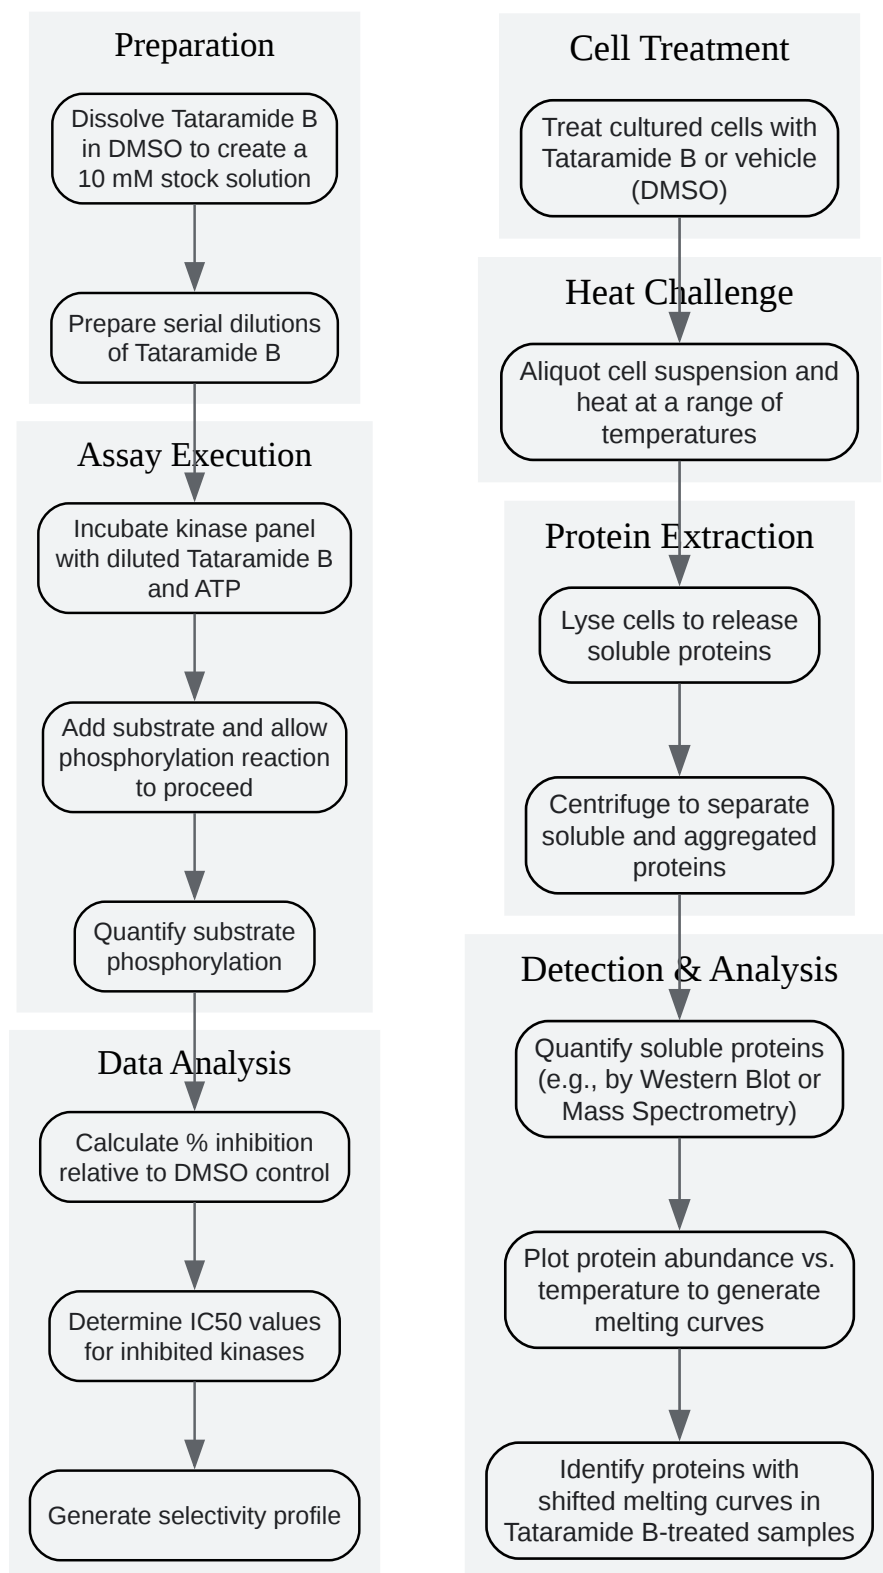 Preparation
Dissolve Tataramide B
in DMSO to create a
10 mM stock solution
Prepare serial dilutions
of Tataramide B
Assay Execution
Incubate kinase panel
with diluted Tataramide B
and ATP
Add substrate and allow
phosphorylation reaction
to proceed
Quantify substrate
phosphorylation
Data Analysis
Calculate % inhibition
relative to DMSO control
Determine IC50 values
for inhibited kinases
Generate selectivity profile
Cell Treatment
Treat cultured cells with
Tataramide B or vehicle
(DMSO)
Heat Challenge
Aliquot cell suspension and
heat at a range of
temperatures
Protein Extraction
Lyse cells to release
soluble proteins
Centrifuge to separate
soluble and aggregated
proteins
Detection & Analysis
Quantify soluble proteins
(e.g., by Western Blot or
Mass Spectrometry)
Plot protein abundance vs.
temperature to generate
melting curves
Identify proteins with
shifted melting curves in
Tataramide B-treated samples